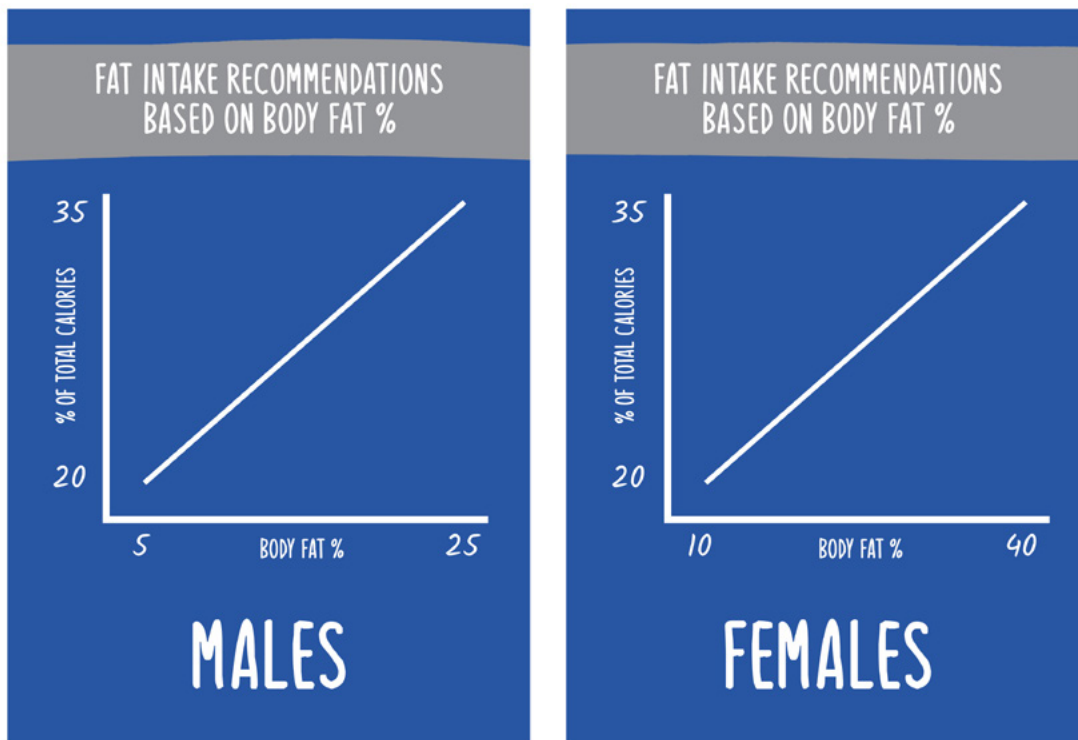 FAT INTAKE RECOMMENDATIONS
BASED ON BODY FAT %
35
% OF TOTAL CALORIES
20
5
BODY FAT %
25
MALES
FAT INTAKE RECOMMENDATIONS
BASED ON BODY FAT %
35
% OF TOTAL CALORIES
20
10
BODY FAT %
40
FEMALES